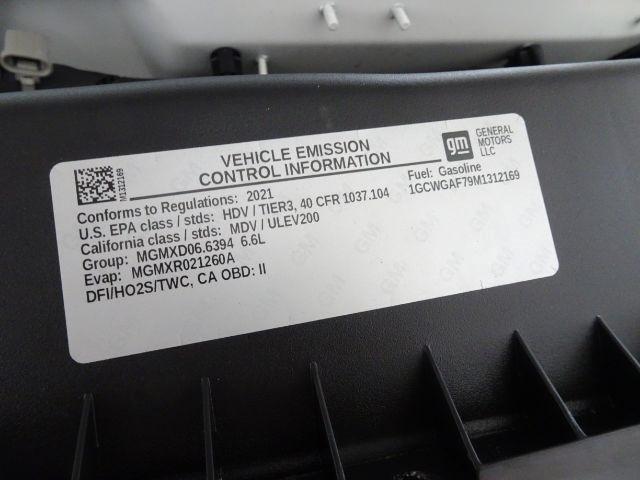 VEHICLE EMISSION
CONTROL INFORMATION
gm
GENERAL
MOTORS
LLC
M1312169
Conforms to Regulations: 2021
Fuel: Gasoline
U.S. EPA class / stds: HDV / TIER3, 40 CFR 1037.104
1GCWGAF79M1312169
California class / stds: MDV / ULEV200
Group: MGMXD06.6394 6.6L
Evap: MGMXR021260A
DFI/HO2S/TWC, CA OBD: II